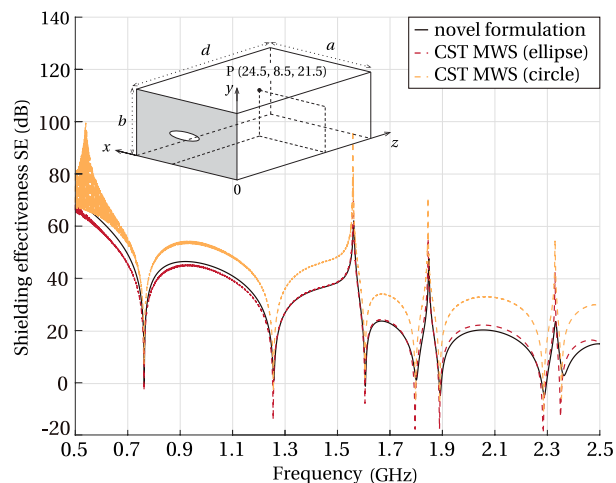 140
120
100
80
60
40
20
0
−20
Shielding effectiveness SE (dB)
novel formulation
CST MWS (ellipse)
CST MWS (circle)
d
a
P (24.5, 8.5, 21.5)
y
b
x
z
0
0.5 0.7 0.9 1.1 1.3 1.5 1.7 1.9 2.1 2.3 2.5
Frequency (GHz)